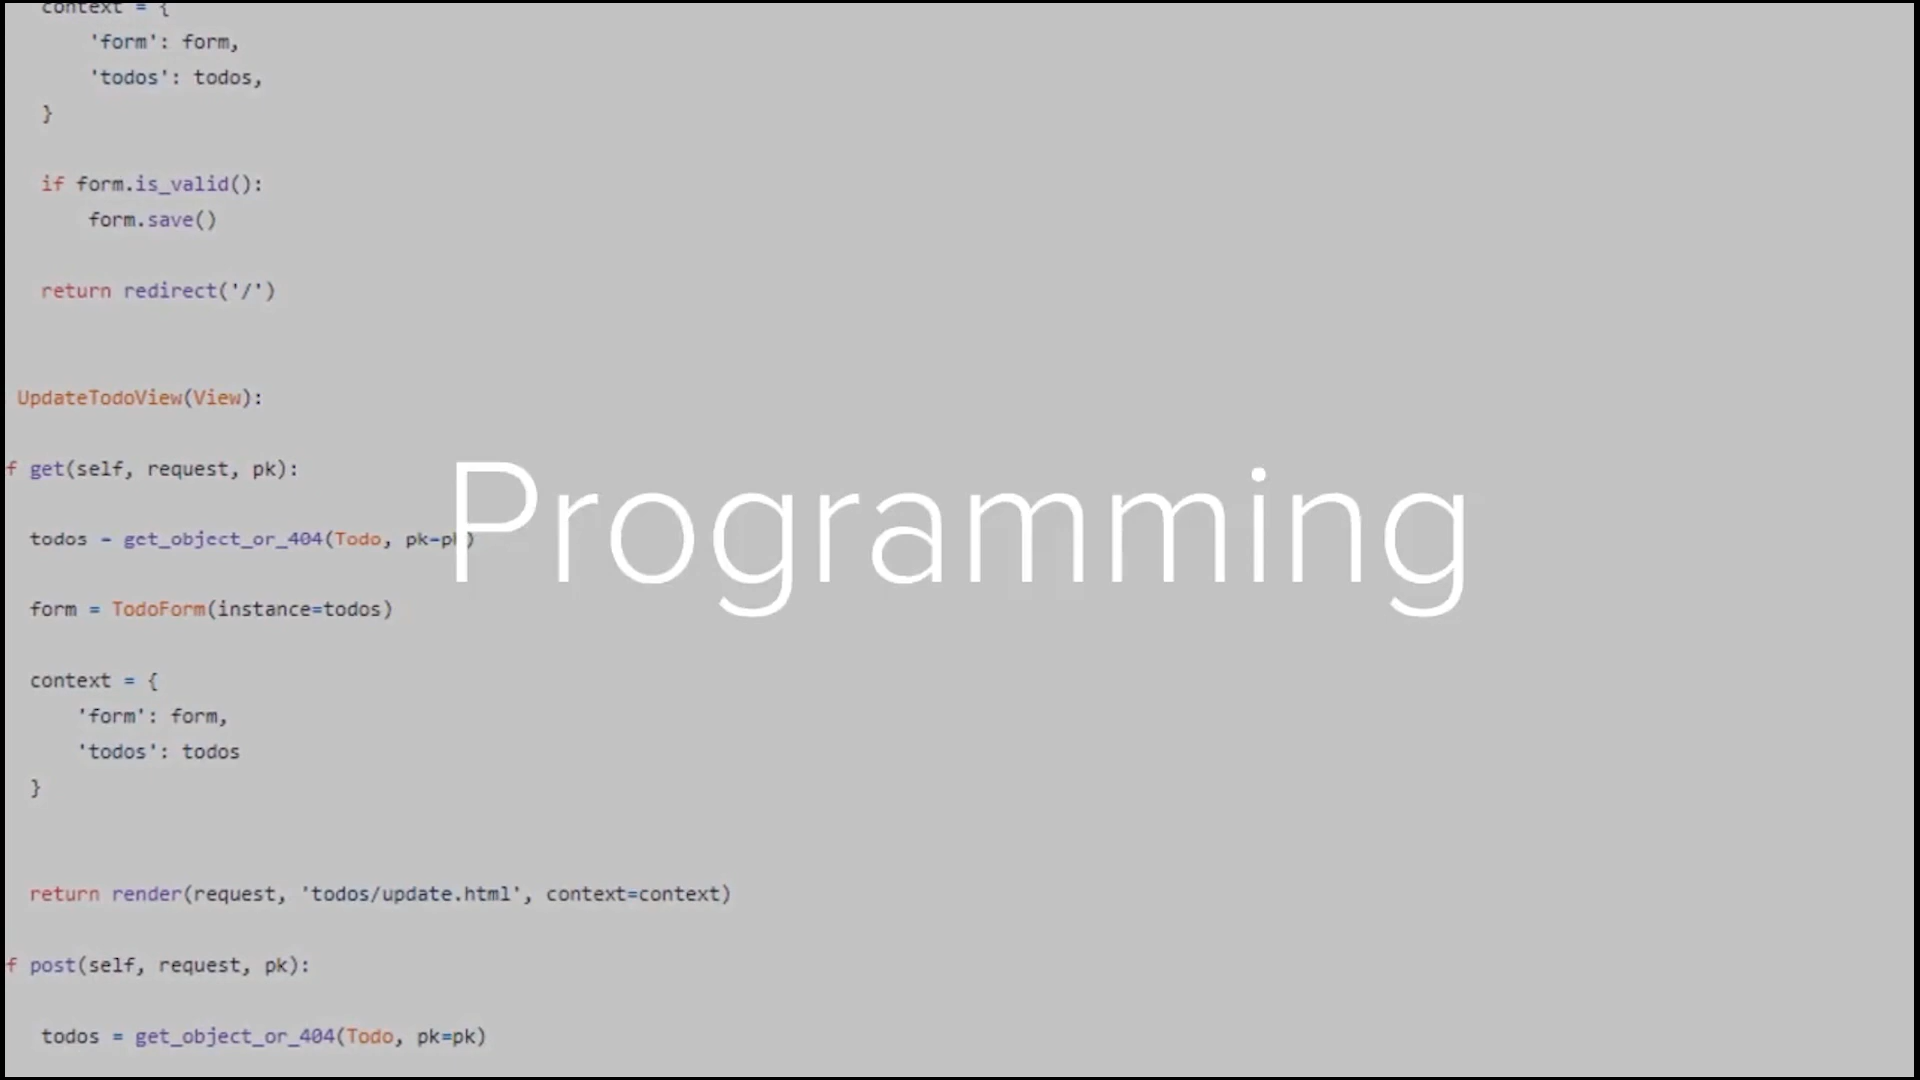 context = {
'form': form,
'todos': todos,
}
if form.is_valid():
form.save()
return redirect('/')
UpdateTodoView(View):
f get(self, request, pk):
todos = get_object_or_404(Todo, pk=pk)
Programming
form = TodoForm(instance=todos)
context = {
'form': form,
'todos': todos
}
return render(request, 'todos/update.html', context=context)
f post(self, request, pk):
todos = get_object_or_404(Todo, pk=pk)